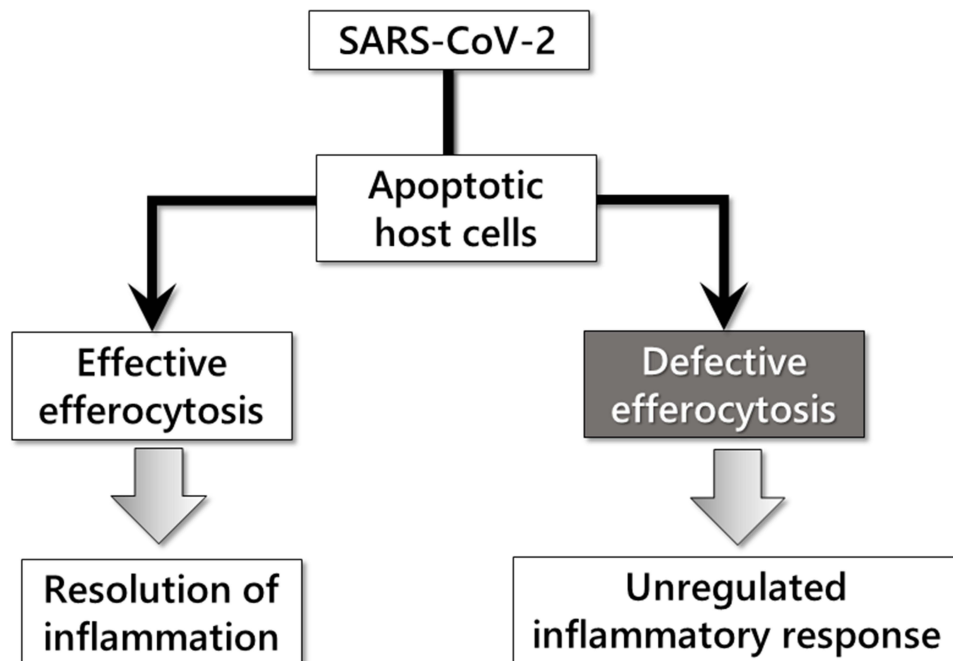 SARS-CoV-2
Apoptotic
host cells
Effective
efferocytosis
Defective
efferocytosis
Resolution of
inflammation
Unregulated
inflammatory response